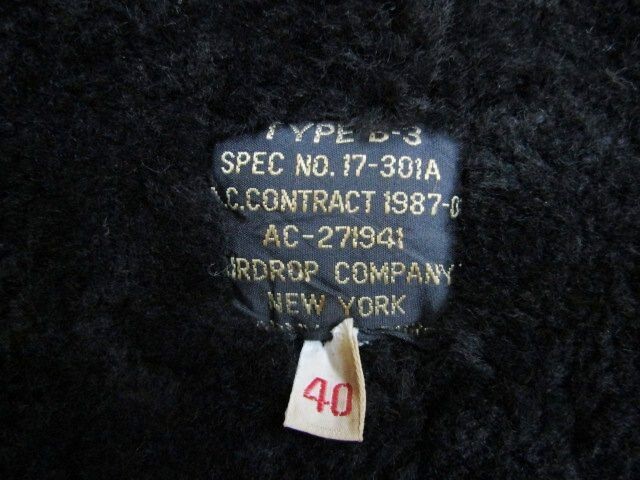 TYPE B-3
SPEC NO. 17-301A
.C.CONTRACT 1987-0
AC-271941
IRDROP COMPANY
NEW YORK
40